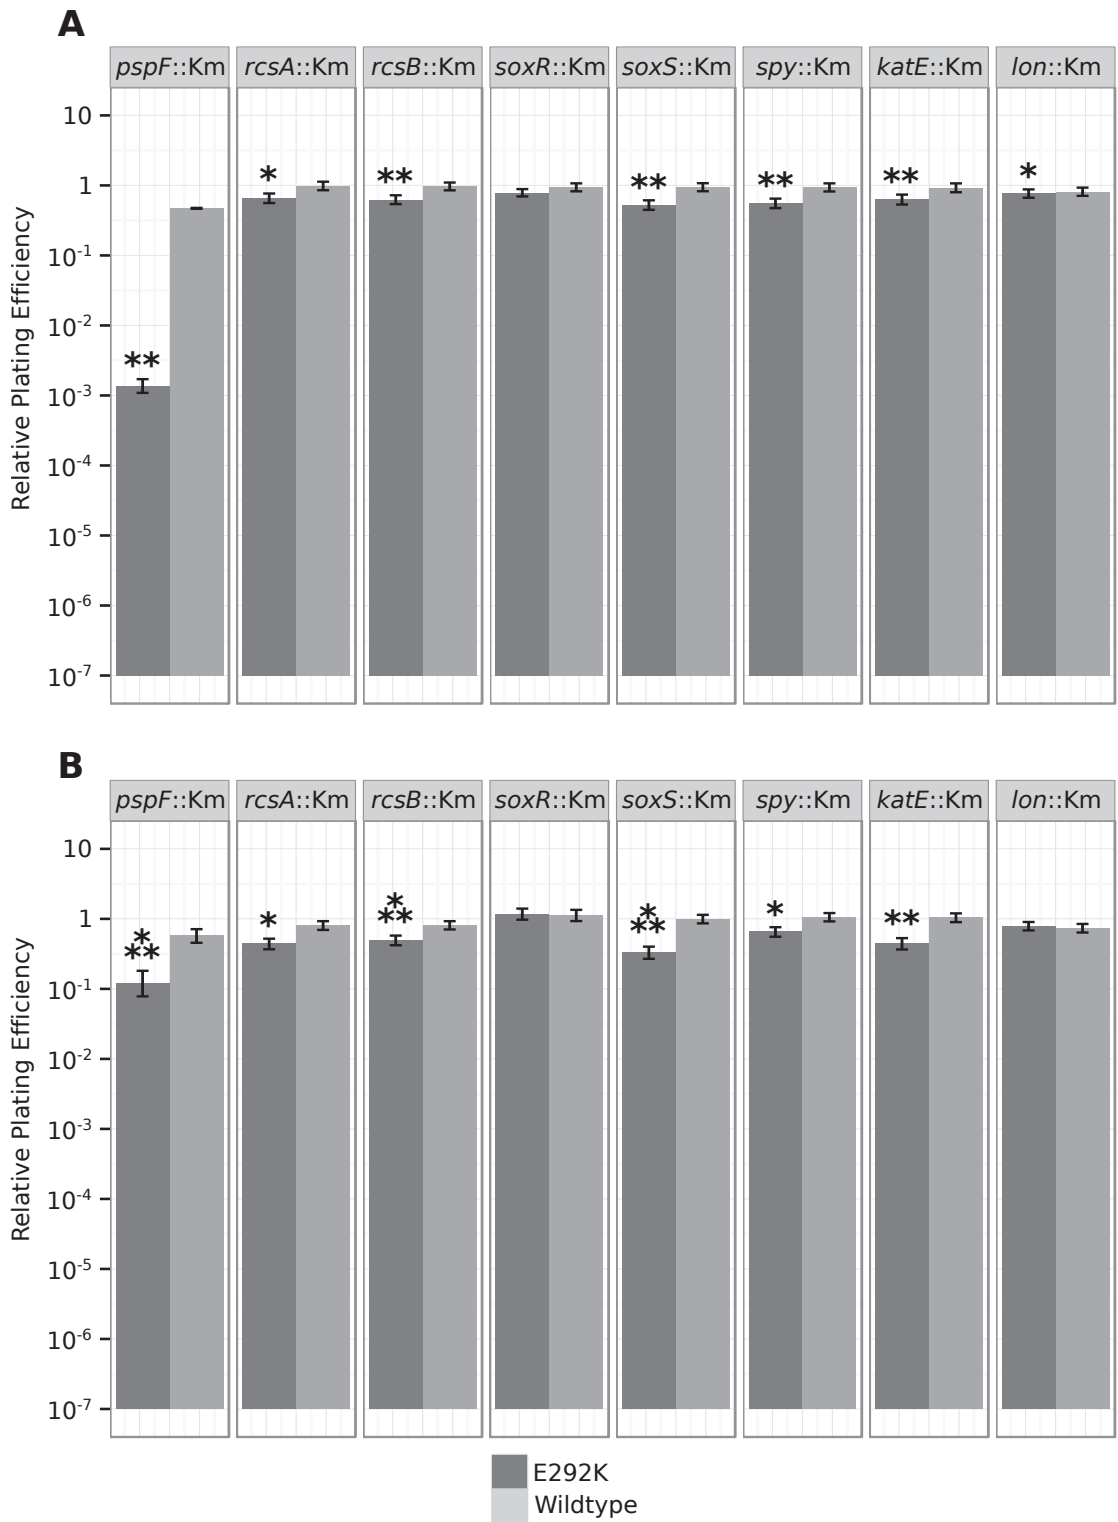 A
pspF::Km rcsA::Km rcsB::Km soxR::Km soxS::Km spy::Km katE::Km lon::Km
10
1
10-1
10-2
10-3
10-4
10-5
10-6
10-7
Relative Plating Efficiency
** * ** ** ** ** *
B
pspF::Km rcsA::Km rcsB::Km soxR::Km soxS::Km spy::Km katE::Km lon::Km
10
1
10-1
10-2
10-3
10-4
10-5
10-6
10-7
Relative Plating Efficiency
*** * *** *** * **
E292K
Wildtype